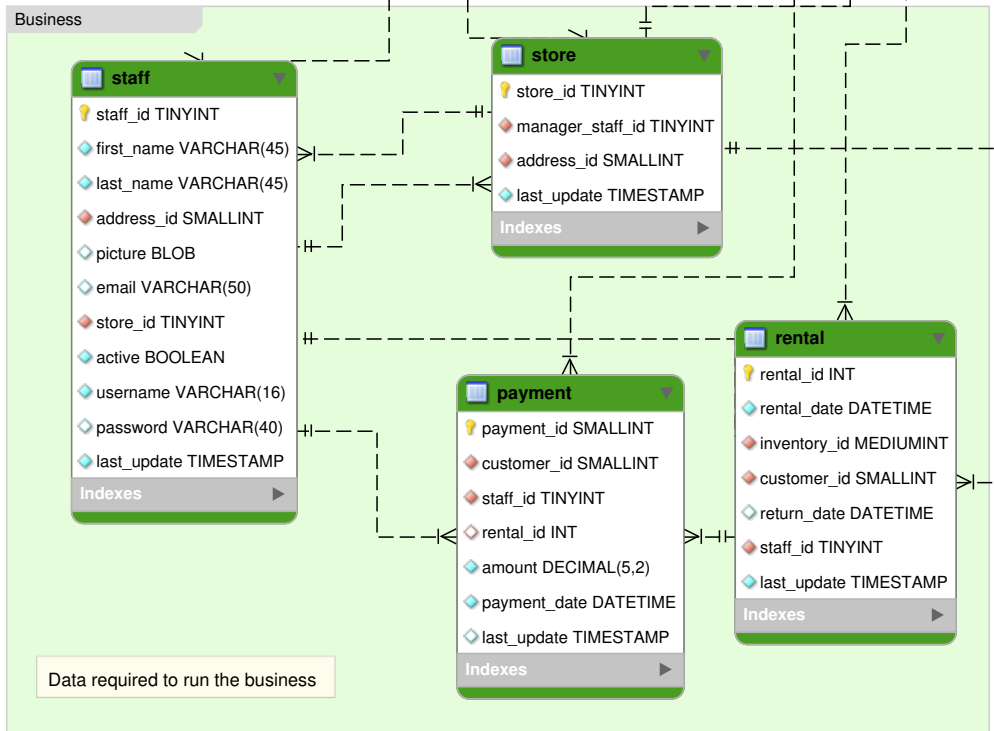 Business
staff
staff_id TINYINT
first_name VARCHAR(45)
last_name VARCHAR(45)
address_id SMALLINT
picture BLOB
email VARCHAR(50)
store_id TINYINT
active BOOLEAN
username VARCHAR(16)
password VARCHAR(40)
last_update TIMESTAMP
Indexes
store
store_id TINYINT
manager_staff_id TINYINT
address_id SMALLINT
last_update TIMESTAMP
Indexes
payment
payment_id SMALLINT
customer_id SMALLINT
staff_id TINYINT
rental_id INT
amount DECIMAL(5,2)
payment_date DATETIME
last_update TIMESTAMP
Indexes
rental
rental_id INT
rental_date DATETIME
inventory_id MEDIUMINT
customer_id SMALLINT
return_date DATETIME
staff_id TINYINT
last_update TIMESTAMP
Indexes
Data required to run the business